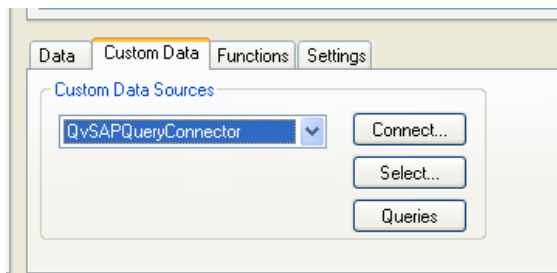 Data Custom Data Functions Settings
Custom Data Sources
QvSAPQueryConnector Connect...
Select...
Queries